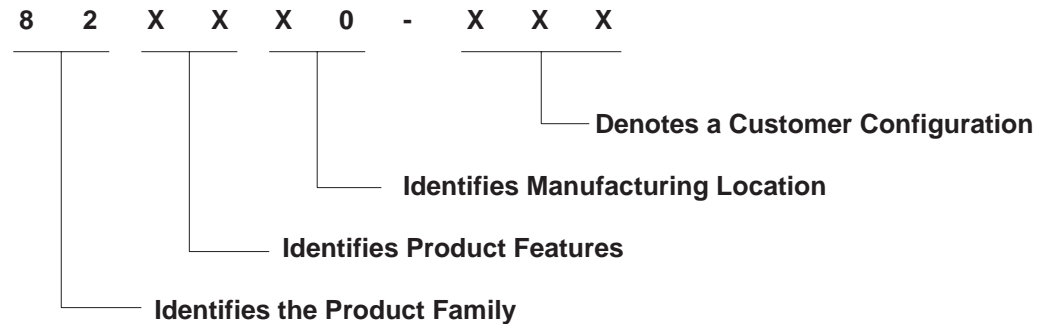 8 2 X X X 0 - X X X
Denotes a Customer Configuration
Identifies Manufacturing Location
Identifies Product Features
Identifies the Product Family